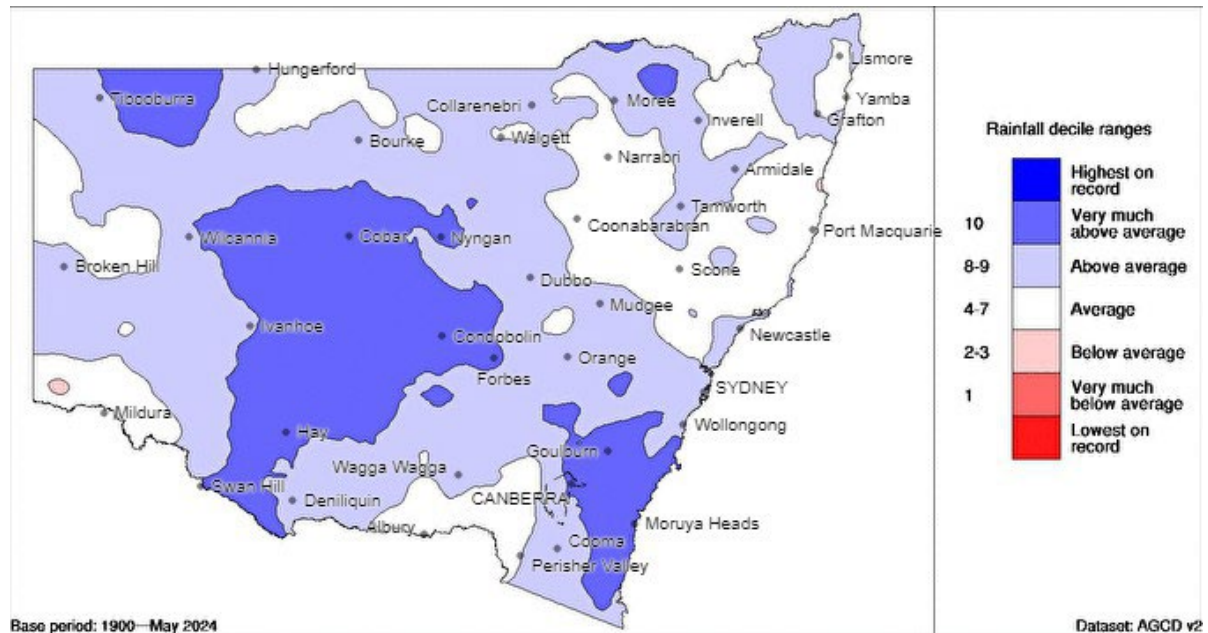 Hungerford
Lismore
Tibooburra
Yamba
Moree
Collarenebri
Grafton
Inverell
Walgett
Bourke
Narrabri
Armidale
Tamworth
Coonabarabran
Port Macquarie
Wilcannia
Cobar
Nyngan
Broken Hill
Scone
Dubbo
Mudgee
Ivanhoe
Newcastle
Condobolin
Orange
Forbes
SYDNEY
Mildura
Wollongong
Hay
Goulburn
Wagga Wagga
Swan Hill
CANBERRA
Deniliquin
Moruya Heads
Albury
Cooma
Perisher Valley
Rainfall decile ranges
Highest on
record
10 Very much
above average
8-9 Above average
4-7 Average
2-3 Below average
1 Very much
below average
Lowest on
record
Base period: 1900—May 2024
Dataset: AGCD v2